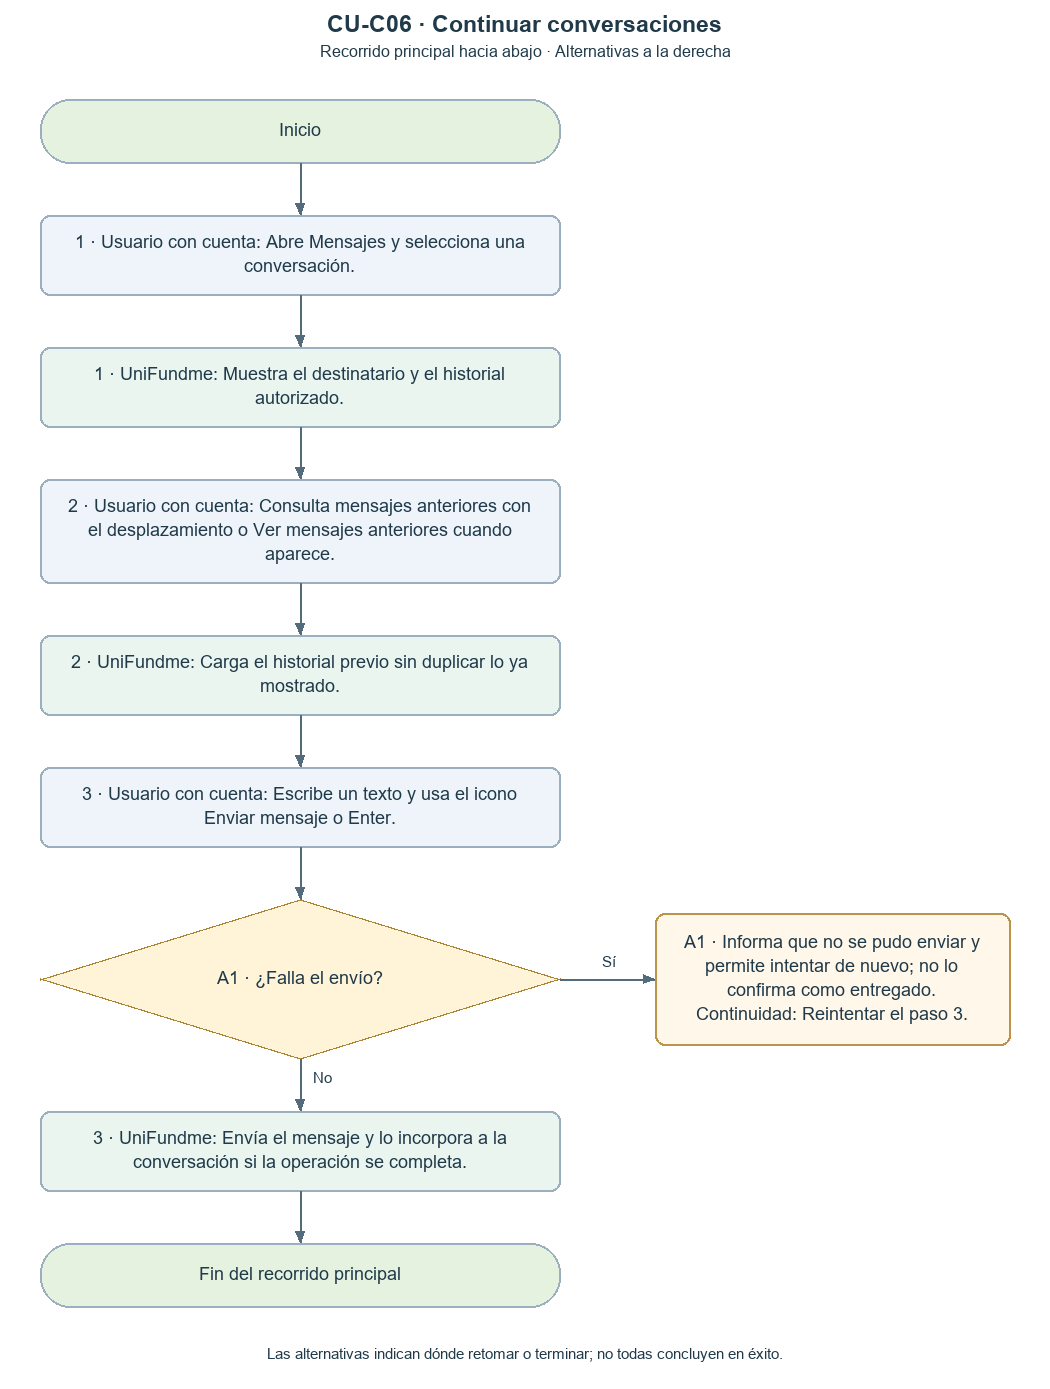 CU-C06 · Continuar conversaciones
Recorrido principal hacia abajo · Alternativas a la derecha
Inicio
1 · Usuario con cuenta: Abre Mensajes y selecciona una
conversación.
1 · UniFundme: Muestra el destinatario y el historial
autorizado.
2 · Usuario con cuenta: Consulta mensajes anteriores con
el desplazamiento o Ver mensajes anteriores cuando
aparece.
2 · UniFundme: Carga el historial previo sin duplicar lo ya
mostrado.
3 · Usuario con cuenta: Escribe un texto y usa el icono
Enviar mensaje o Enter.
A1 · ¿Falla el envío?
Sí
A1 · Informa que no se pudo enviar y
permite intentar de nuevo; no lo
confirma como entregado.
Continuidad: Reintentar el paso 3.
No
3 · UniFundme: Envía el mensaje y lo incorpora a la
conversación si la operación se completa.
Fin del recorrido principal
Las alternativas indican dónde retomar o terminar; no todas concluyen en éxito.